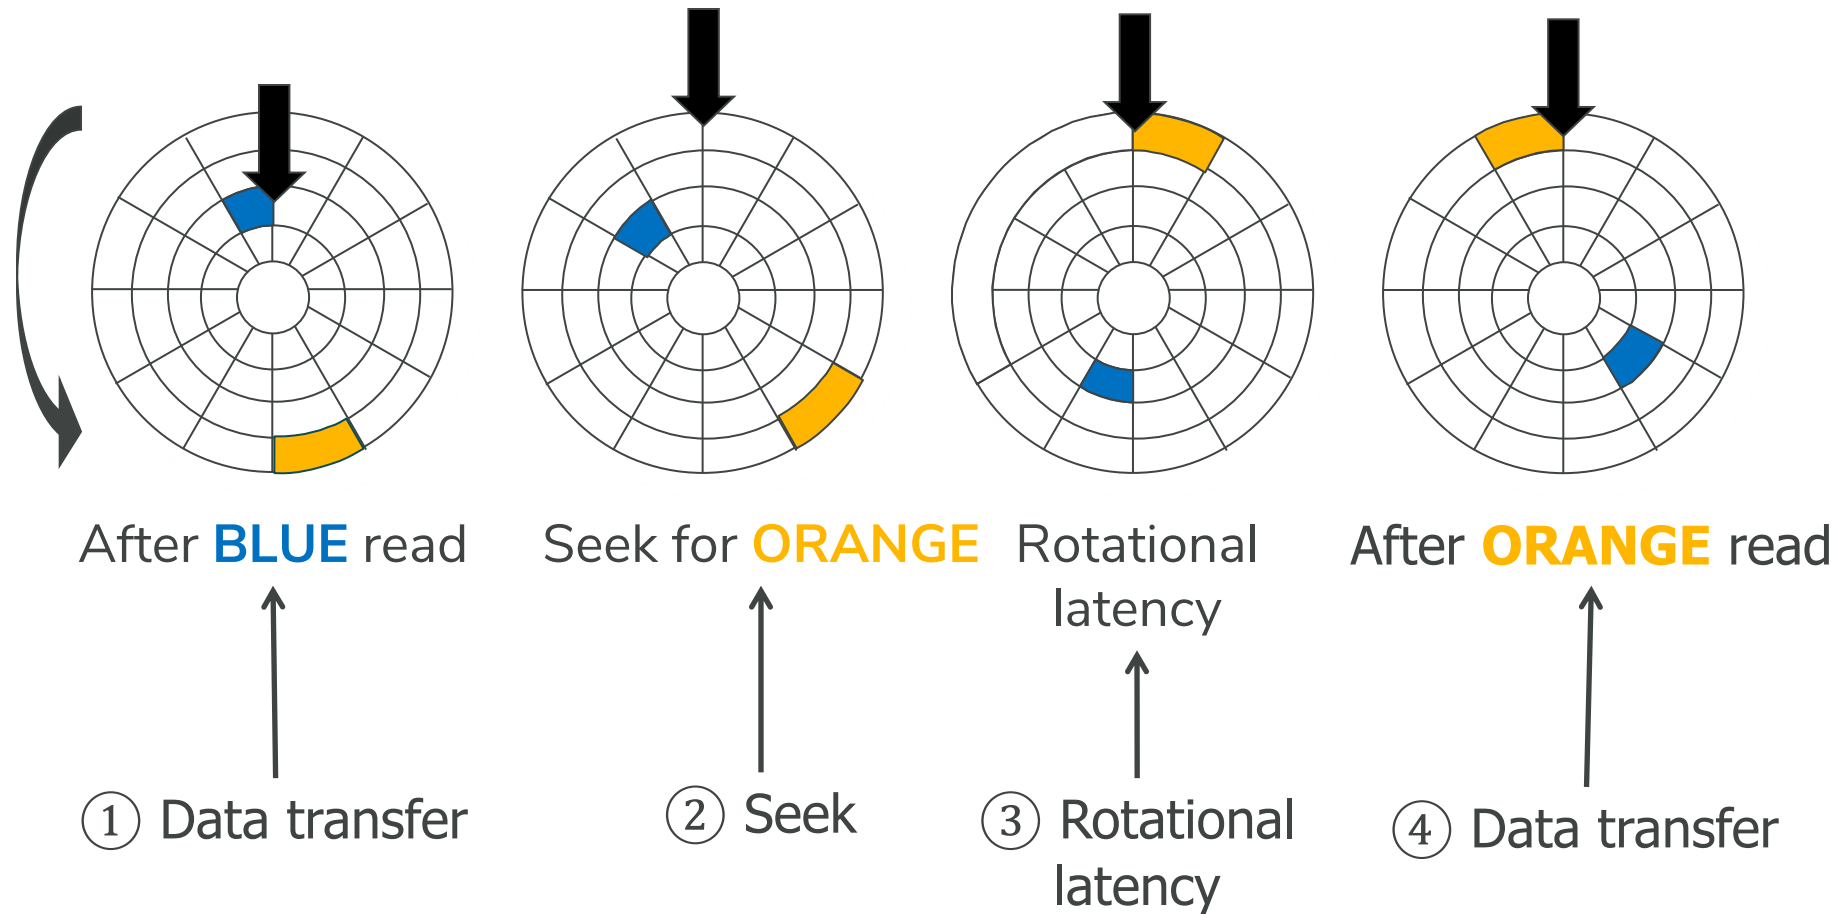 After BLUE read
Seek for ORANGE
Rotational
latency
After ORANGE read
① Data transfer
② Seek
③ Rotational
latency
④ Data transfer